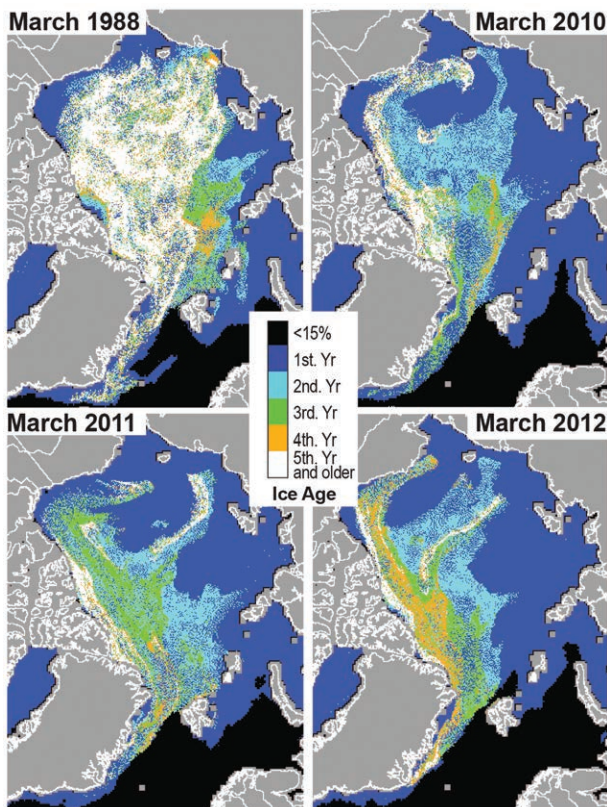 March 1988
March 2010
<15%
1st. Yr
2nd. Yr
3rd. Yr
4th. Yr
5th. Yr
and older
Ice Age
March 2011
March 2012